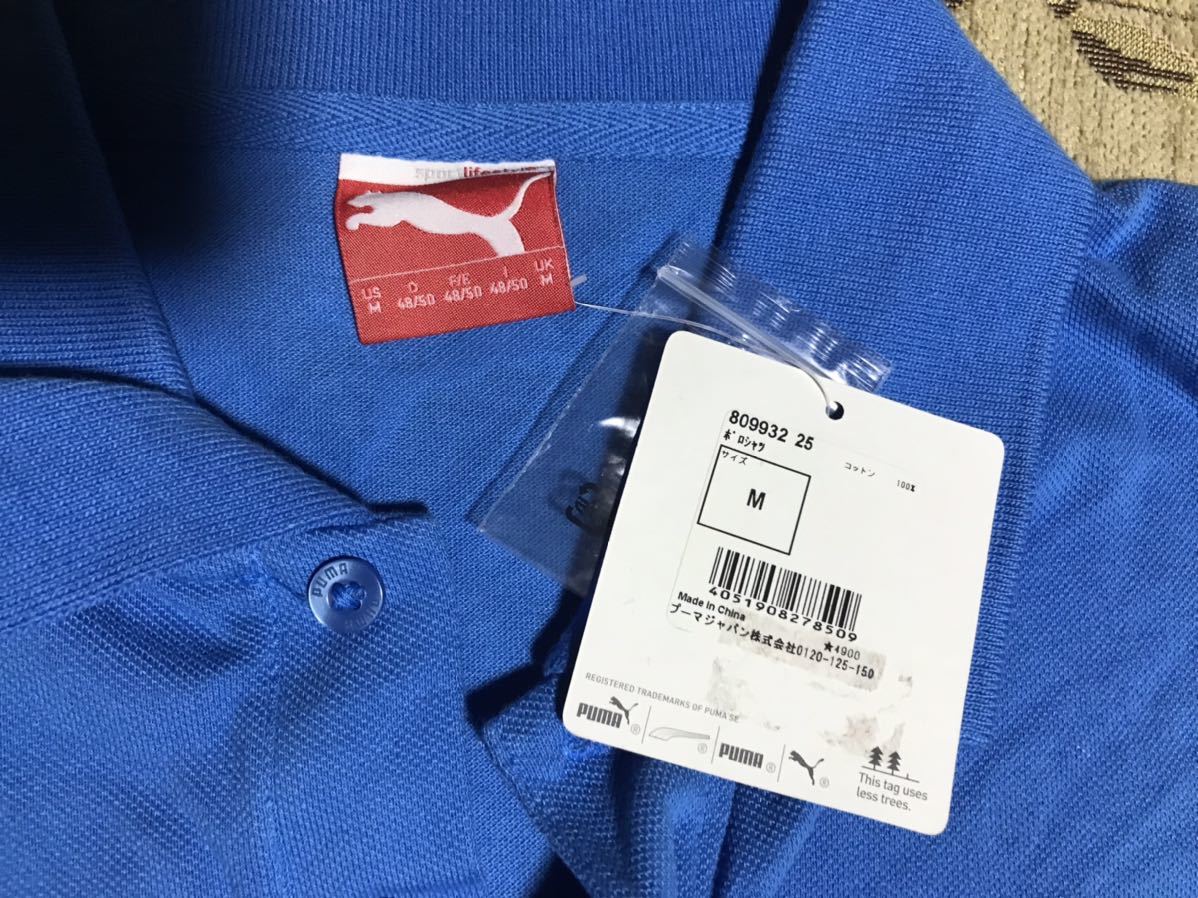 sportlifestyle
US D F/E I UK
M 48/50 48/50 48/50 M
PUMA
809932 25
ポロシャツ
コットン 100%
サイズ
M
4051908278509
Made in China
★4900
プーマジャパン株式会社0120-125-150
REGISTERED TRADEMARKS OF PUMA SE
PUMA® ® PUMA® ®
This tag uses
less trees.